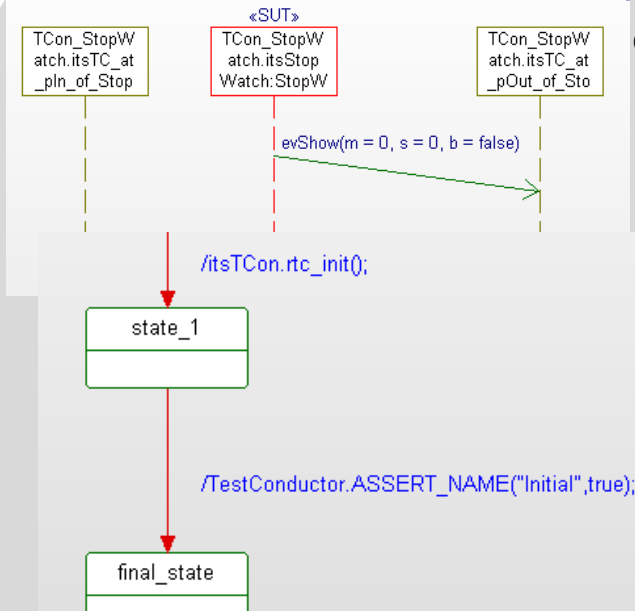 «SUT»
TCon_StopW
atch.itsTC_at
_pIn_of_Stop
TCon_StopW
atch.itsStop
Watch:StopW
TCon_StopW
atch.itsTC_at
_pOut_of_Sto
evShow(m = 0, s = 0, b = false)
/itsTCon.rtc_init();
state_1
/TestConductor.ASSERT_NAME("Initial",true);
final_state